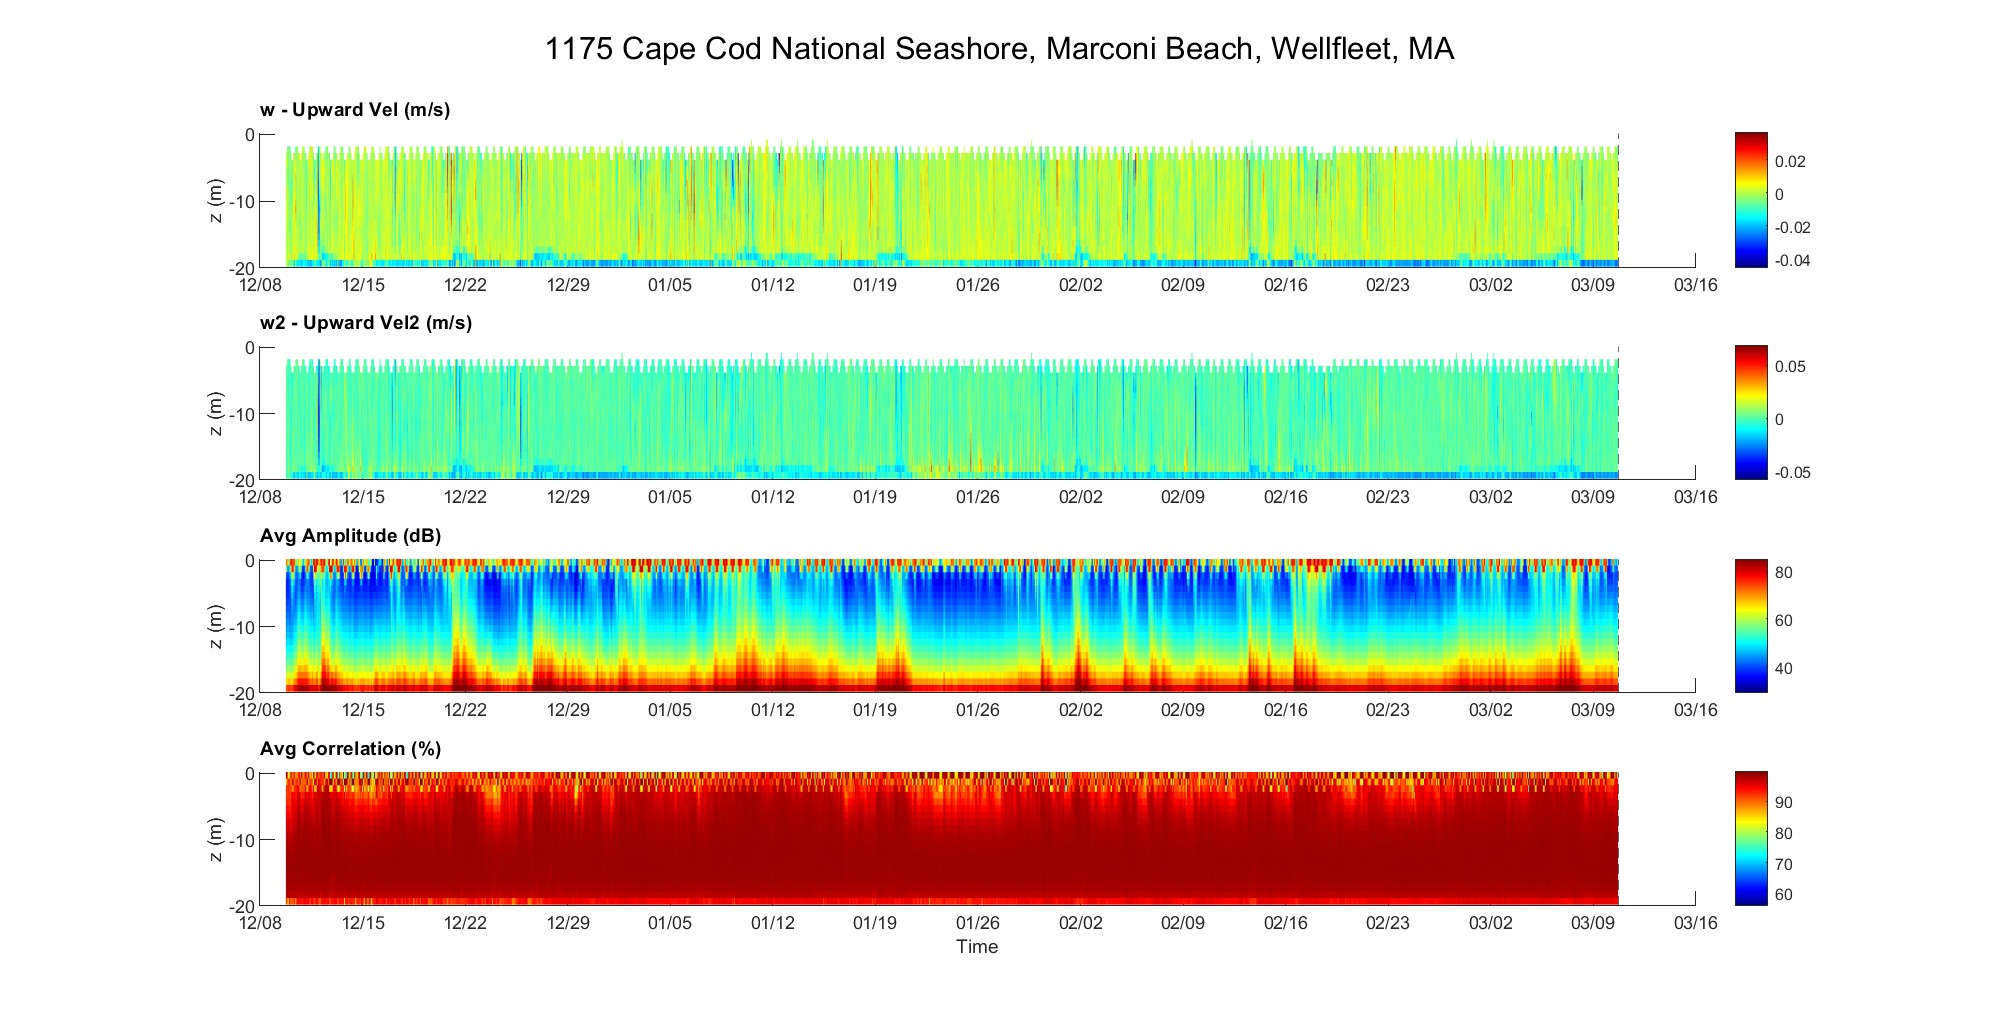 1175 Cape Cod National Seashore, Marconi Beach, Wellfleet, MA
w - Upward Vel (m/s)
z (m)
0
-10
-20
12/08 12/15 12/22 12/29 01/05 01/12 01/19 01/26 02/02 02/09 02/16 02/23 03/02 03/09 03/16
0.02
0
-0.02
-0.04
w2 - Upward Vel2 (m/s)
z (m)
0
-10
-20
12/08 12/15 12/22 12/29 01/05 01/12 01/19 01/26 02/02 02/09 02/16 02/23 03/02 03/09 03/16
0.05
0
-0.05
Avg Amplitude (dB)
z (m)
0
-10
-20
12/08 12/15 12/22 12/29 01/05 01/12 01/19 01/26 02/02 02/09 02/16 02/23 03/02 03/09 03/16
80
60
40
Avg Correlation (%)
z (m)
0
-10
-20
12/08 12/15 12/22 12/29 01/05 01/12 01/19 01/26 02/02 02/09 02/16 02/23 03/02 03/09 03/16
90
80
70
60
Time